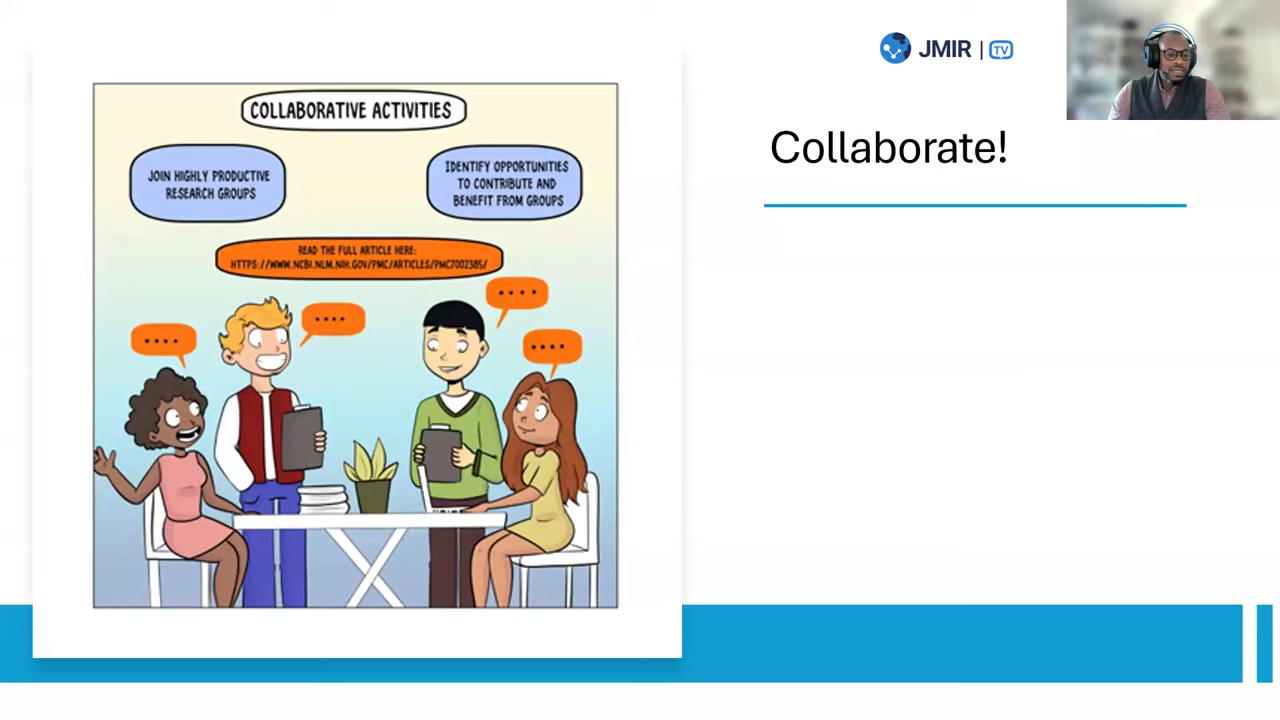 JMIR | TV
Collaborate!
COLLABORATIVE ACTIVITIES
JOIN HIGHLY PRODUCTIVE
RESEARCH GROUPS
IDENTIFY OPPORTUNITIES
TO CONTRIBUTE AND
BENEFIT FROM GROUPS
READ THE FULL ARTICLE HERE:
HTTPS://WWW.NCBI.NLM.NIH.GOV/PMC/ARTICLES/PMC7002385/